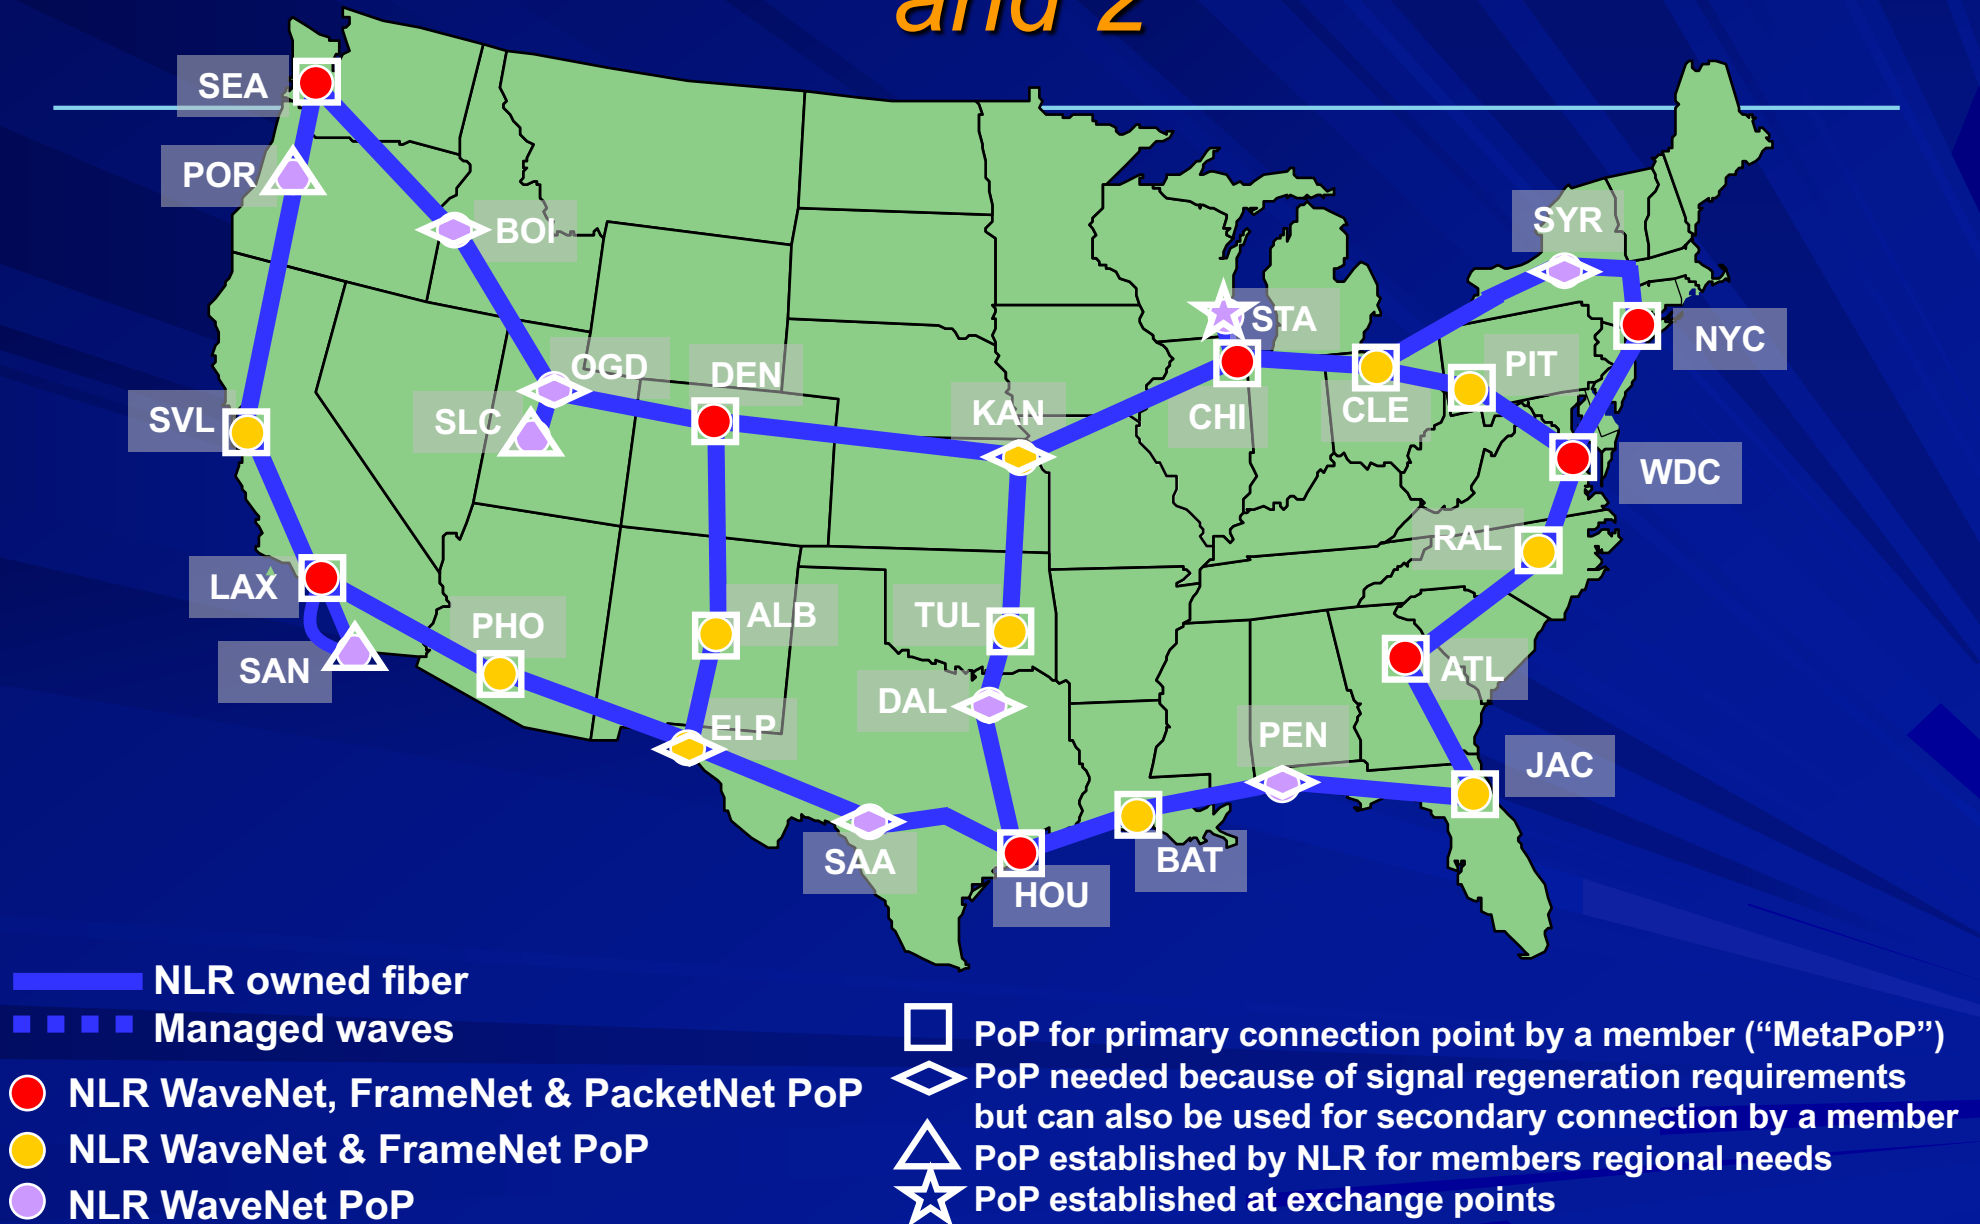 and 2
SEA
POR
BOI
SYR
STA
NYC
OGD
DEN
PIT
SVL
SLC
KAN
CHI
CLE
WDC
RAL
LAX
PHO
ALB
TUL
SAN
ATL
DAL
ELP
PEN
JAC
SAA
BAT
HOU
NLR owned fiber
Managed waves
NLR WaveNet, FrameNet & PacketNet PoP
NLR WaveNet & FrameNet PoP
NLR WaveNet PoP
PoP for primary connection point by a member (“MetaPoP”)
PoP needed because of signal regeneration requirements
but can also be used for secondary connection by a member
PoP established by NLR for members regional needs
PoP established at exchange points